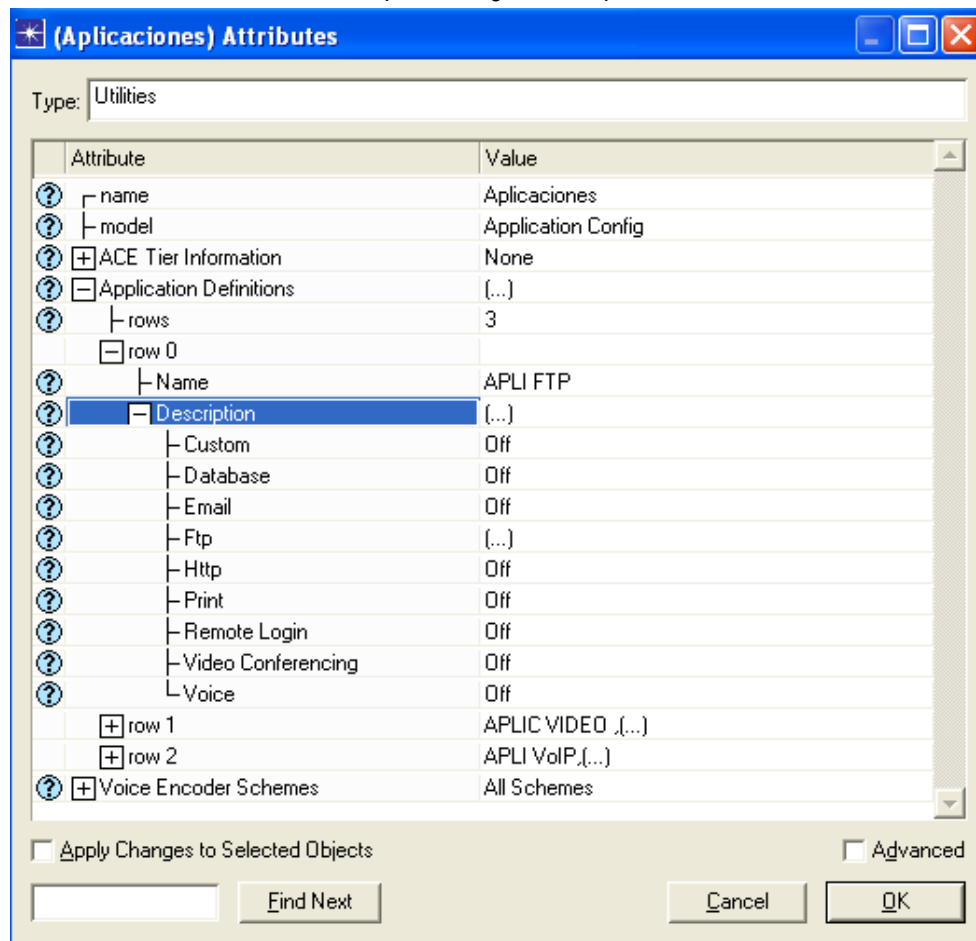 (Aplicaciones) Attributes
Type: Utilities
Attribute Value
name Aplicaciones
model Application Config
ACE Tier Information None
Application Definitions (...)
rows 3
row 0
Name APLI FTP
Description (...)
Custom Off
Database Off
Email Off
Ftp (...)
Http Off
Print Off
Remote Login Off
Video Conferencing Off
Voice Off
row 1 APLIC VIDEO ,(...)
row 2 APLI VoIP,(...)
Voice Encoder Schemes All Schemes
Apply Changes to Selected Objects Advanced
Find Next Cancel OK